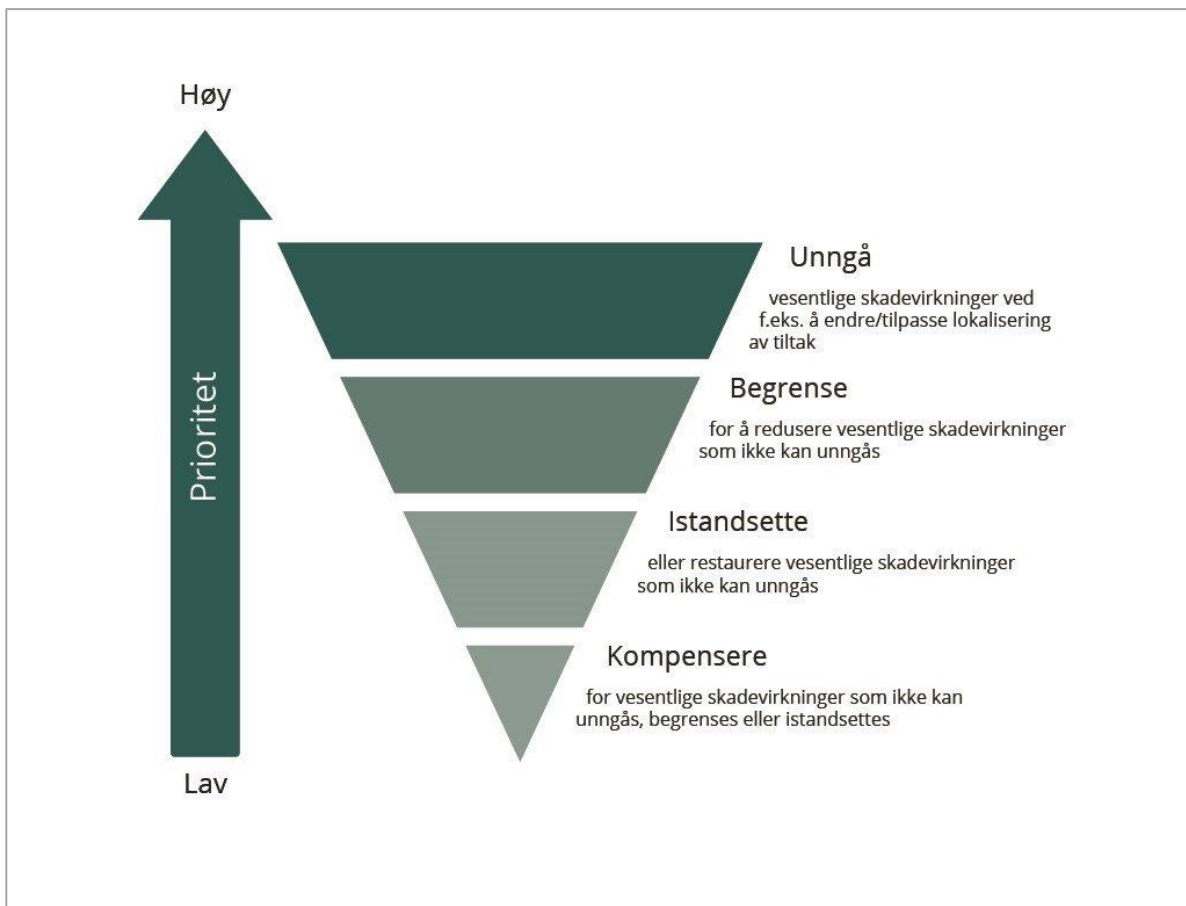 Høy
Prioritet
Lav
Unngå
vesentlige skadevirkninger ved
f.eks. å endre/tilpasse lokalisering
av tiltak
Begrense
for å redusere vesentlige skadevirkninger
som ikke kan unngås
Istandsette
eller restaurere vesentlige skadevirkninger
som ikke kan unngås
Kompensere
for vesentlige skadevirkninger som ikke kan
unngås, begrenses eller istandsettes